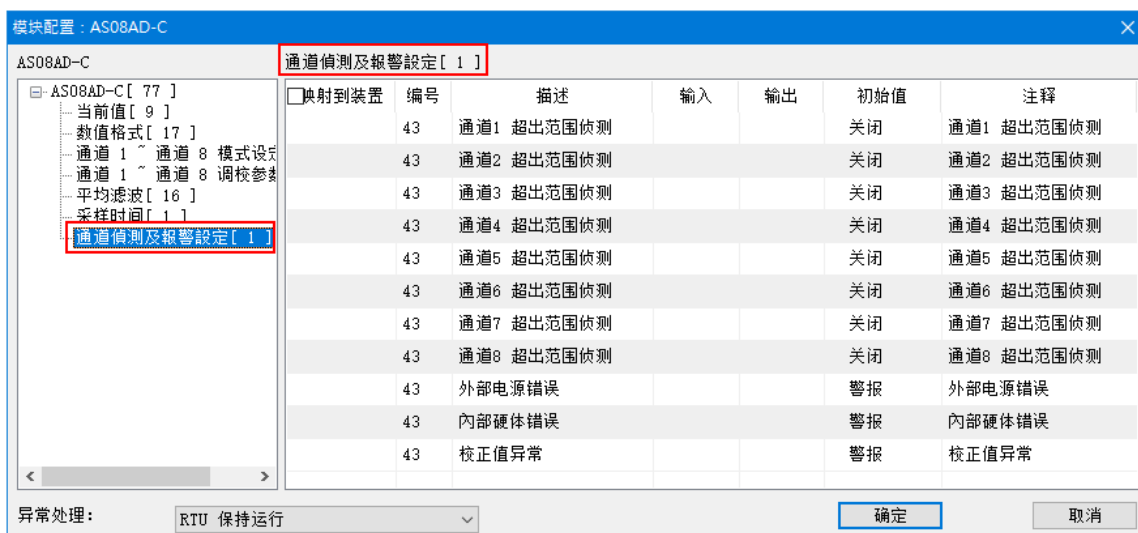 模块配置：AS08AD-C
AS08AD-C
通道偵測及報警設定[ 1 ]
AS08AD-C[ 77 ]
当前值[ 9 ]
数值格式[ 17 ]
通道 1 ~ 通道 8 模式设定
通道 1 ~ 通道 8 调校参数
平均滤波[ 16 ]
采样时间[ 1 ]
通道偵測及報警設定[ 1 ]
映射到装置 编号 描述 输入 输出 初始值 注释
43 通道1 超出范围侦测 关闭 通道1 超出范围侦测
43 通道2 超出范围侦测 关闭 通道2 超出范围侦测
43 通道3 超出范围侦测 关闭 通道3 超出范围侦测
43 通道4 超出范围侦测 关闭 通道4 超出范围侦测
43 通道5 超出范围侦测 关闭 通道5 超出范围侦测
43 通道6 超出范围侦测 关闭 通道6 超出范围侦测
43 通道7 超出范围侦测 关闭 通道7 超出范围侦测
43 通道8 超出范围侦测 关闭 通道8 超出范围侦测
43 外部电源错误 警报 外部电源错误
43 內部硬体错误 警报 內部硬体错误
43 校正值异常 警报 校正值异常
异常处理：
RTU 保持运行
确定
取消